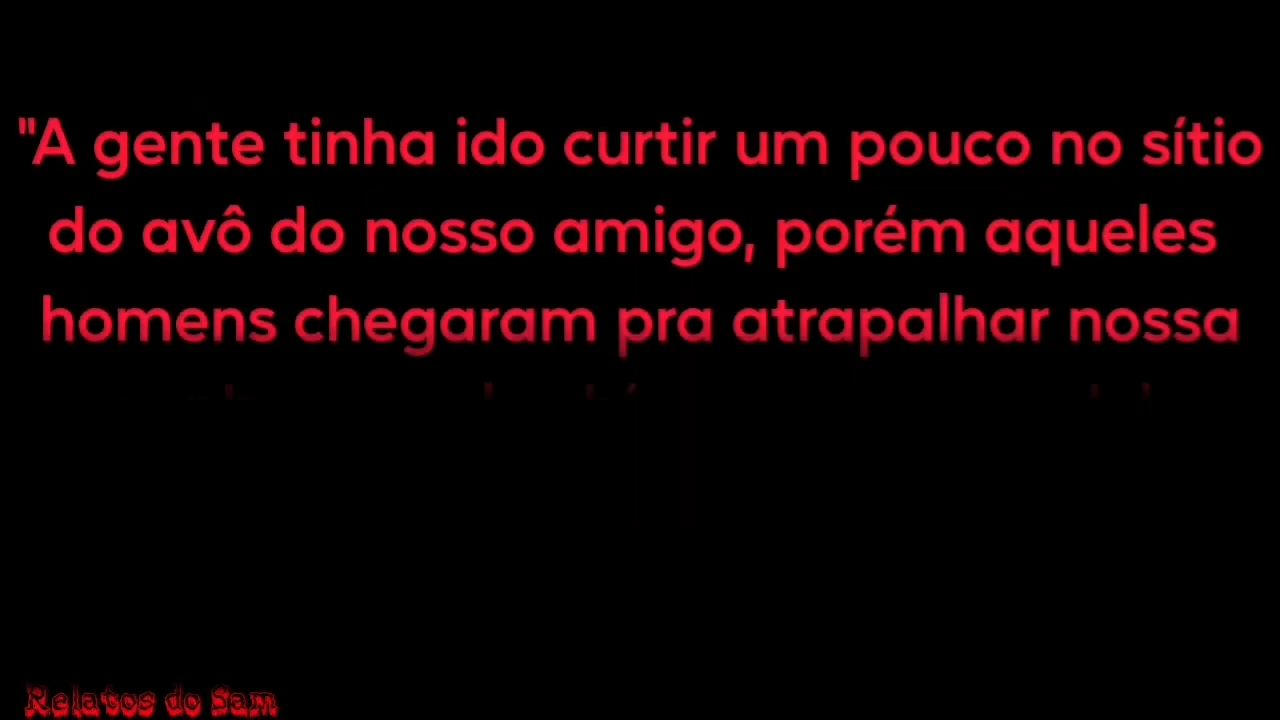 "A gente tinha ido curtir um pouco no sítio
do avô do nosso amigo, porém aqueles
homens chegaram pra atrapalhar nossa
Relatos do Sam